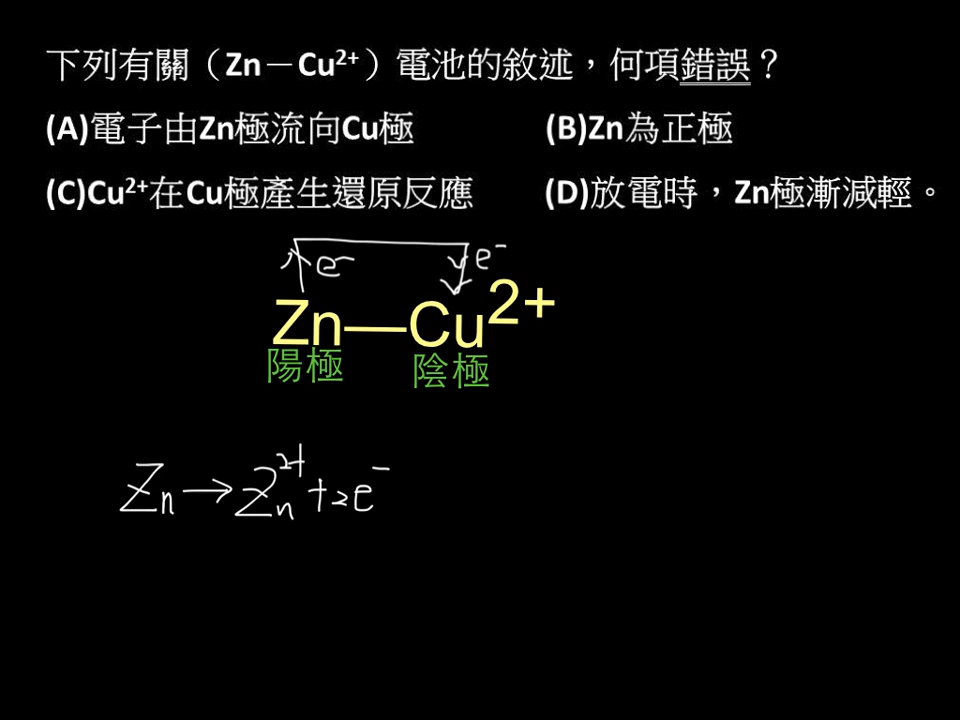 下列有關（Zn－Cu²⁺）電池的敘述，何項錯誤？
(A)電子由Zn極流向Cu極 (B)Zn為正極
(C)Cu²⁺在Cu極產生還原反應 (D)放電時，Zn極漸減輕。
e⁻ e⁻
Zn—Cu²⁺
陽極 陰極
Zn→Zn²⁺+2e⁻